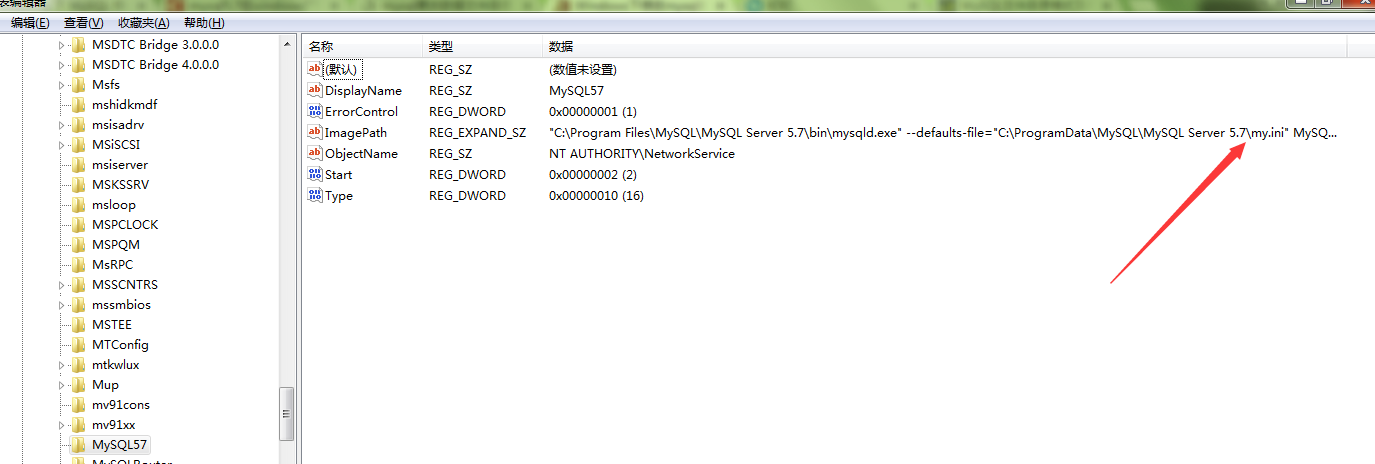 表编辑器
编辑(E) 查看(V) 收藏夹(A) 帮助(H)
MSDTC Bridge 3.0.0.0
MSDTC Bridge 4.0.0.0
Msfs
mshidkmdf
msisadrv
MSiSCSI
msiserver
MSKSSRV
msloop
MSPCLOCK
MSPQM
MsRPC
MSSCNTRS
mssmbios
MSTEE
MTConfig
mtkwlux
Mup
mv91cons
mv91xx
MySQL57
MySQLRouter
名称 类型 数据
(默认) REG_SZ (数值未设置)
DisplayName REG_SZ MySQL57
ErrorControl REG_DWORD 0x00000001 (1)
ImagePath REG_EXPAND_SZ "C:\Program Files\MySQL\MySQL Server 5.7\bin\mysqld.exe" --defaults-file="C:\ProgramData\MySQL\MySQL Server 5.7\my.ini" MySQ...
ObjectName REG_SZ NT AUTHORITY\NetworkService
Start REG_DWORD 0x00000002 (2)
Type REG_DWORD 0x00000010 (16)